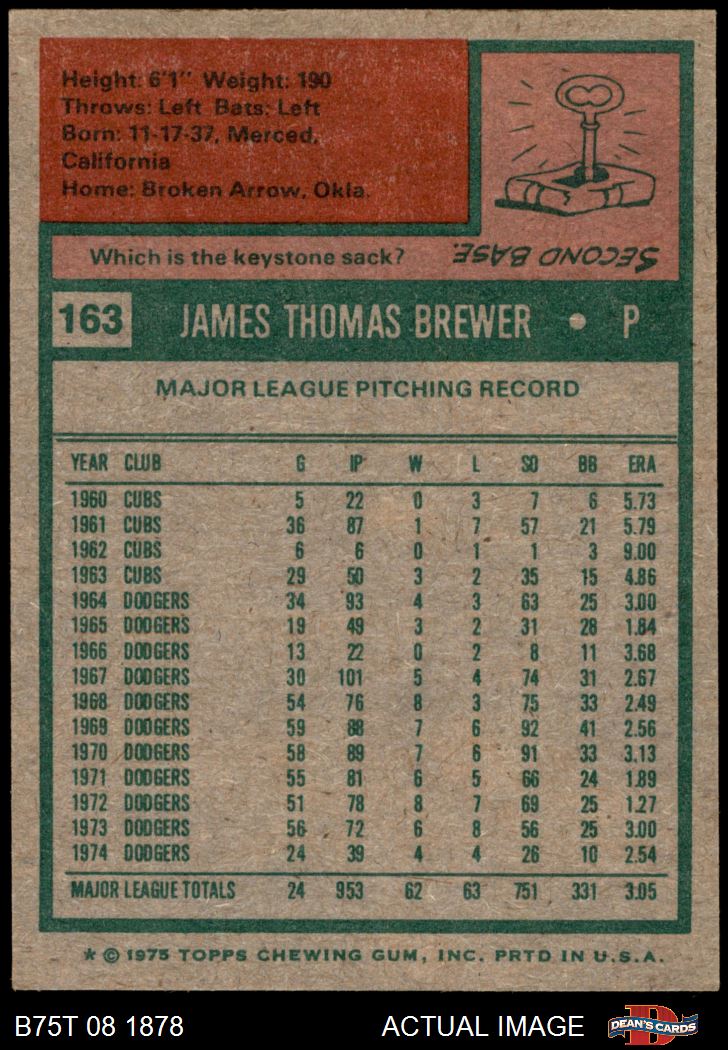 Height: 6'1" Weight: 190
Throws: Left Bats: Left
Born: 11-17-37, Merced,
California
Home: Broken Arrow, Okla.
Which is the keystone sack?
SECOND BASE.
163 JAMES THOMAS BREWER • P
MAJOR LEAGUE PITCHING RECORD
YEAR CLUB G IP W L SO BB ERA
1960 CUBS 5 22 0 3 7 6 5.73
1961 CUBS 36 87 1 7 57 21 5.79
1962 CUBS 6 6 0 1 1 3 9.00
1963 CUBS 29 50 3 2 35 15 4.86
1964 DODGERS 34 93 4 3 63 25 3.00
1965 DODGERS 19 49 3 2 31 28 1.84
1966 DODGERS 13 22 0 2 8 11 3.68
1967 DODGERS 30 101 5 4 74 31 2.67
1968 DODGERS 54 76 8 3 75 33 2.49
1969 DODGERS 59 88 7 6 92 41 2.56
1970 DODGERS 58 89 7 6 91 33 3.13
1971 DODGERS 55 81 6 5 66 24 1.89
1972 DODGERS 51 78 8 7 69 25 1.27
1973 DODGERS 56 72 6 8 56 25 3.00
1974 DODGERS 24 39 4 4 26 10 2.54
MAJOR LEAGUE TOTALS 24 953 62 63 751 331 3.05
* © 1975 TOPPS CHEWING GUM, INC. PRTD IN U.S.A.
B75T 08 1878 ACTUAL IMAGE DEAN'S CARDS